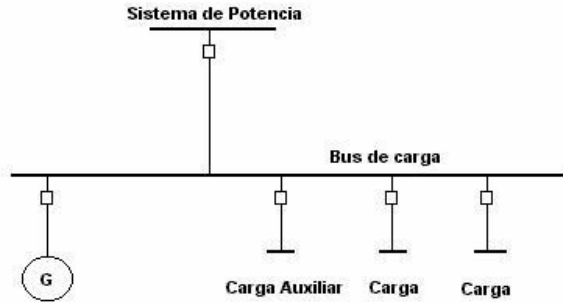 Sistema de Potencia
Bus de carga
G
Carga Auxiliar
Carga
Carga